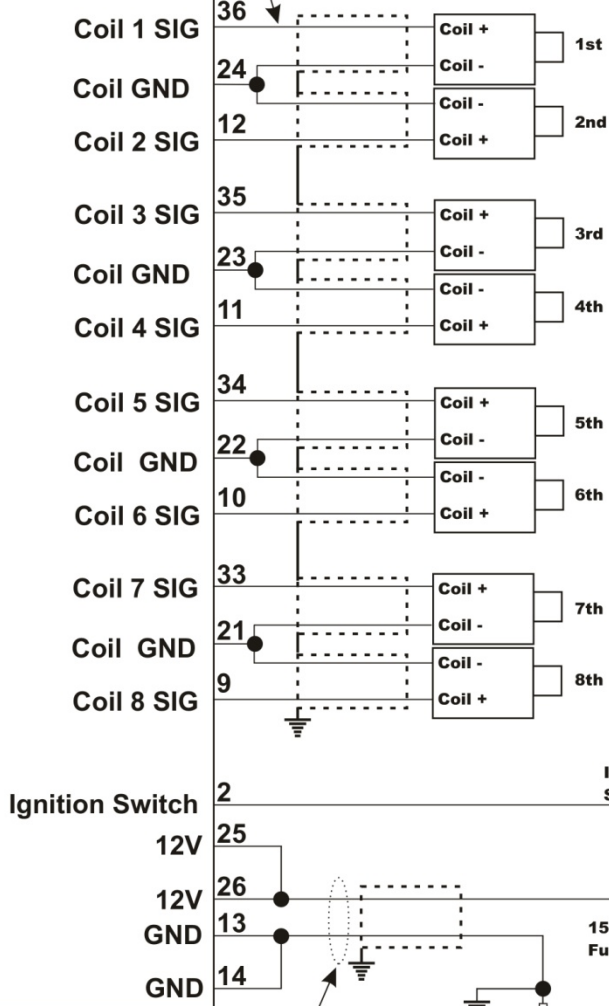 36
Coil 1 SIG
Coil +
1st
Coil -
24
Coil GND
Coil -
2nd
12
Coil 2 SIG
Coil +
35
Coil 3 SIG
Coil +
3rd
23
Coil -
Coil GND
Coil -
4th
11
Coil 4 SIG
Coil +
34
Coil 5 SIG
Coil +
5th
22
Coil -
Coil GND
Coil -
6th
10
Coil 6 SIG
Coil +
33
Coil 7 SIG
Coil +
7th
21
Coil -
Coil GND
Coil -
8th
9
Coil 8 SIG
Coil +
Ignition Switch
2
12V
25
12V
26
GND
13
15
Fu
GND
14